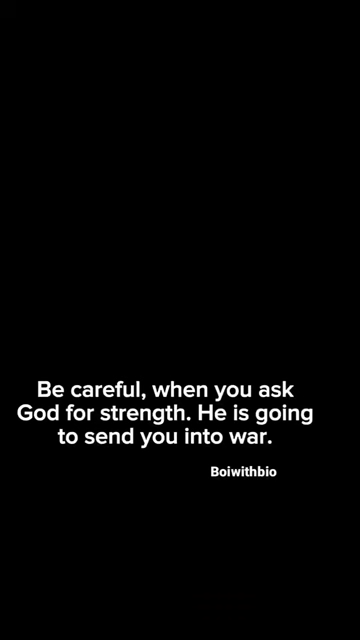 Be careful, when you ask
God for strength. He is going
to send you into war.
Boiwithbio